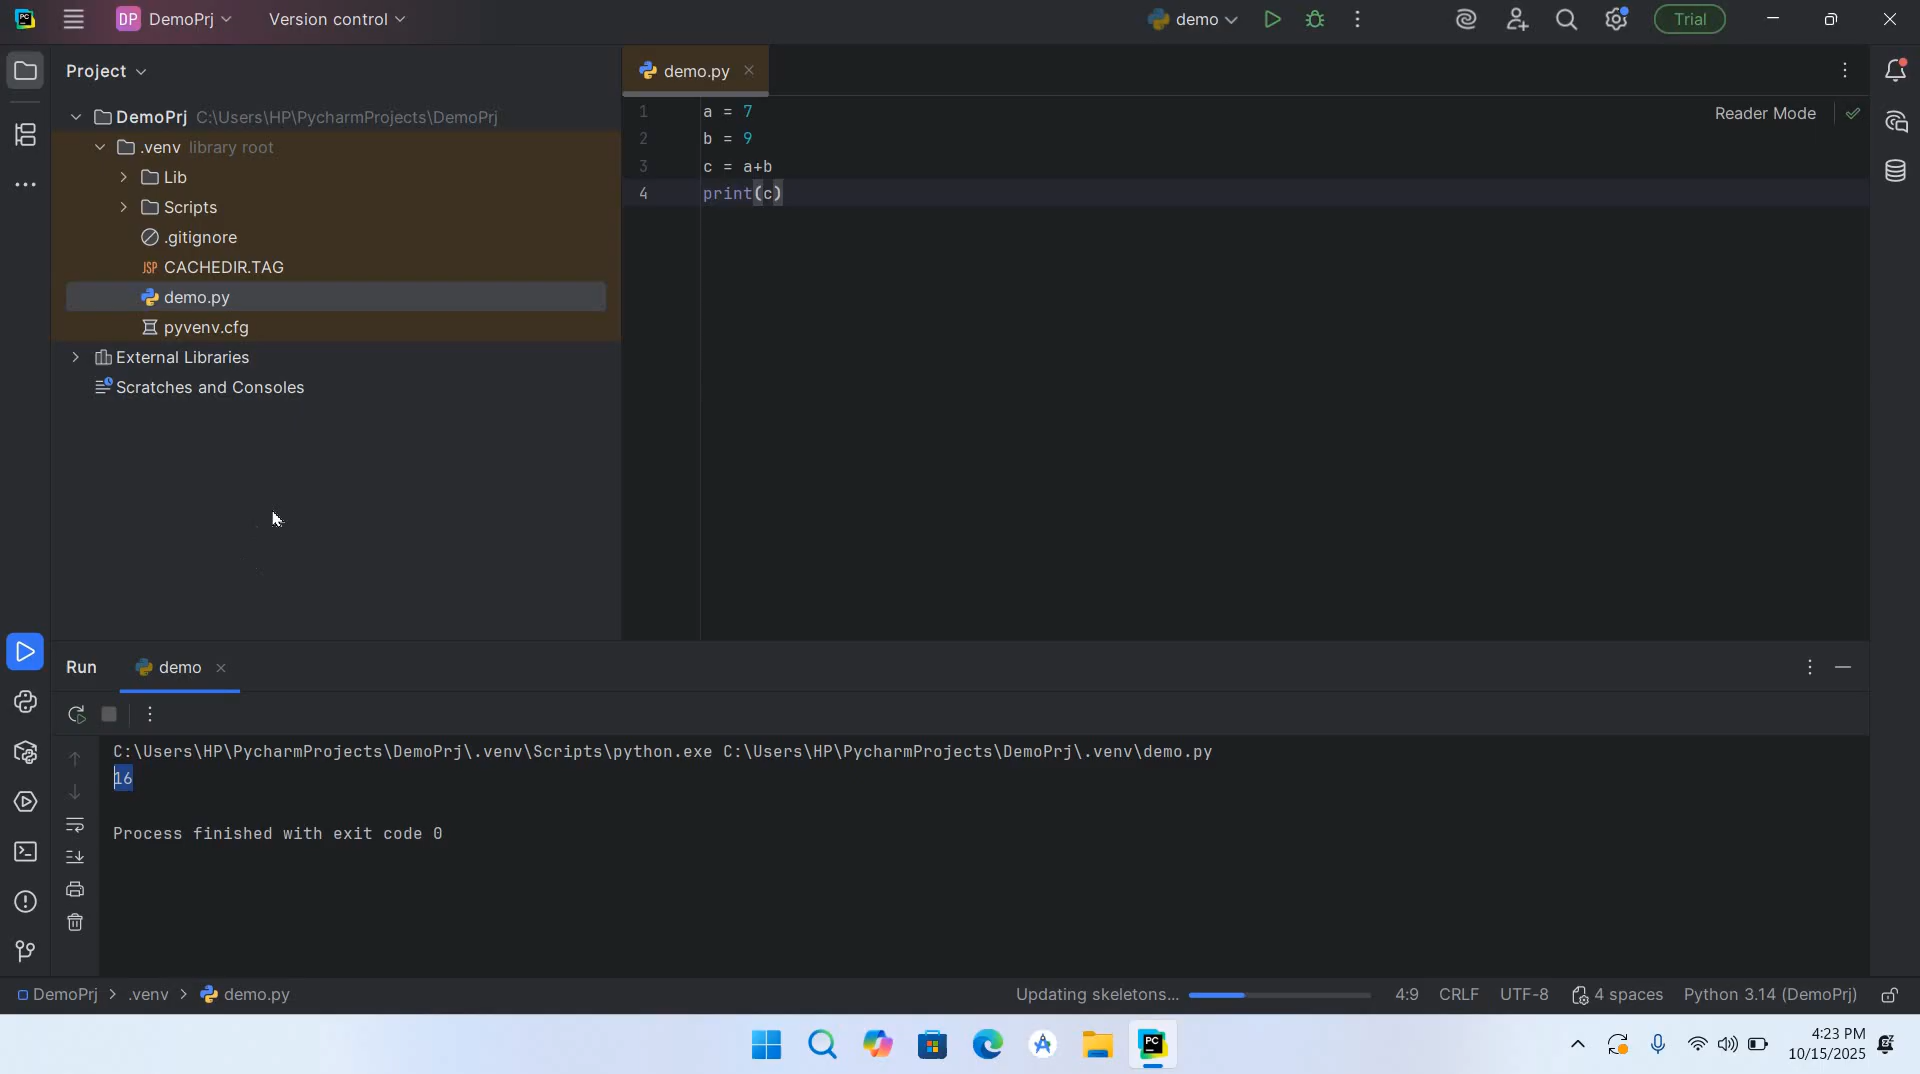 DP DemoPrj Version control demo Trial
Project
DemoPrj C:\Users\HP\PycharmProjects\DemoPrj
.venv library root
Lib
Scripts
.gitignore
JSP CACHEDIR.TAG
demo.py
pyvenv.cfg
External Libraries
Scratches and Consoles
demo.py
1 a = 7
2 b = 9
3 c = a+b
4 print(c)
Reader Mode
Run demo
C:\Users\HP\PycharmProjects\DemoPrj\.venv\Scripts\python.exe C:\Users\HP\PycharmProjects\DemoPrj\.venv\demo.py
16
Process finished with exit code 0
DemoPrj > .venv > demo.py Updating skeletons... 4:9 CRLF UTF-8 4 spaces Python 3.14 (DemoPrj)
4:23 PM
10/15/2025